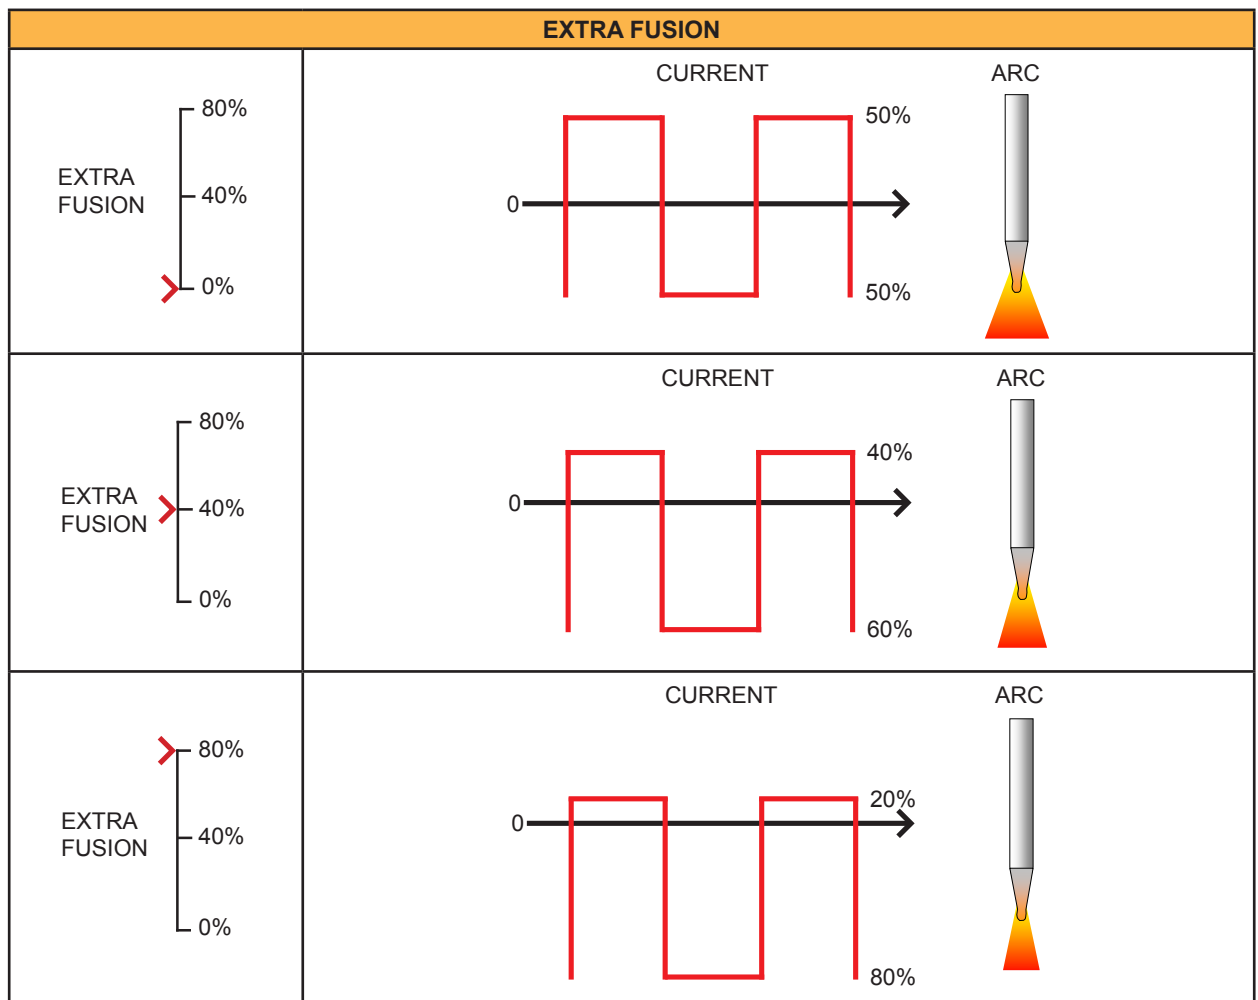 EXTRA FUSION
80%
EXTRA
FUSION
40%
0%
CURRENT
ARC
50%
0
50%
80%
EXTRA
FUSION
40%
0%
CURRENT
ARC
40%
0
60%
80%
EXTRA
FUSION
40%
0%
CURRENT
ARC
20%
0
80%